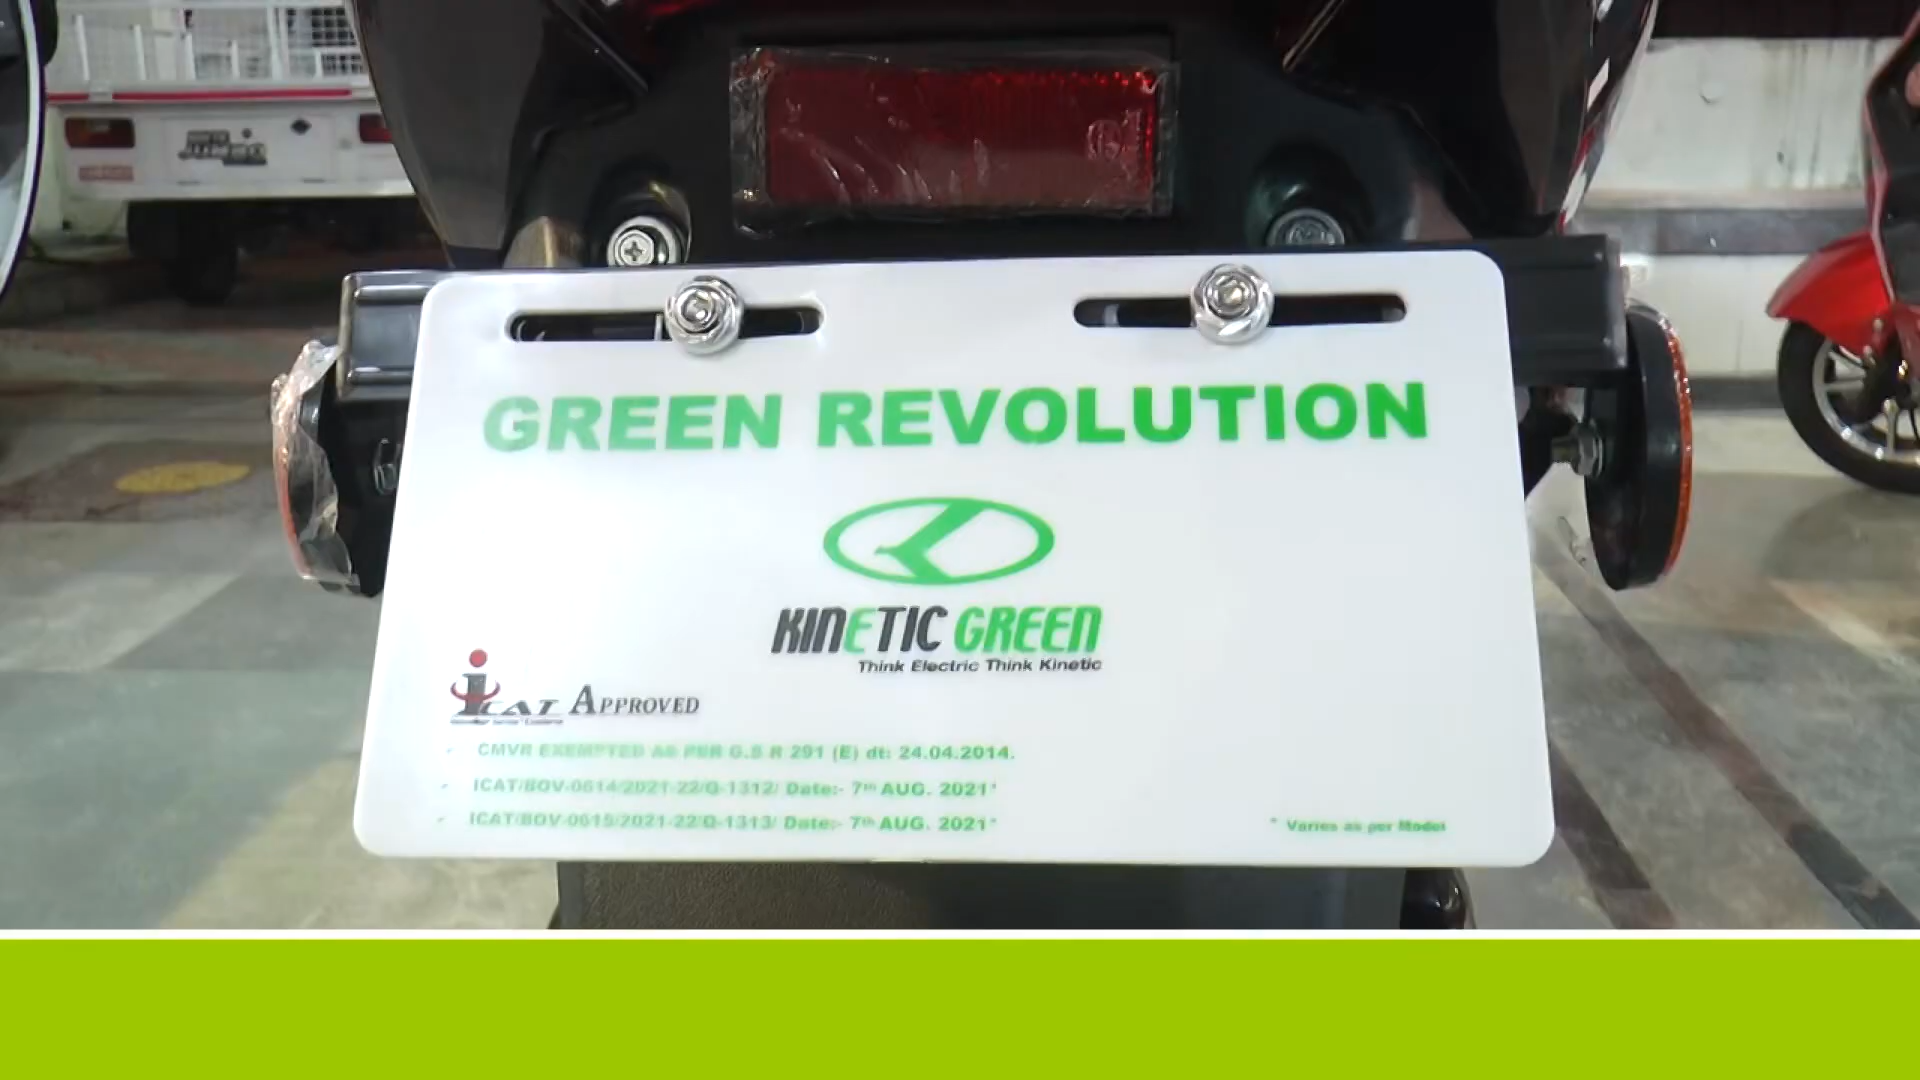 JUMBO
GREEN REVOLUTION
KINETIC GREEN
Think Electric Think Kinetic
iCAT APPROVED
CMVR EXEMPTED AS PER G.S R 291 (E) dt: 24.04.2014.
ICAT/BOV-0614/2021-22/Q-1312/ Date:- 7th AUG. 2021*
ICAT/BOV-0615/2021-22/Q-1313/ Date:- 7th AUG. 2021*
* Varies as per Model